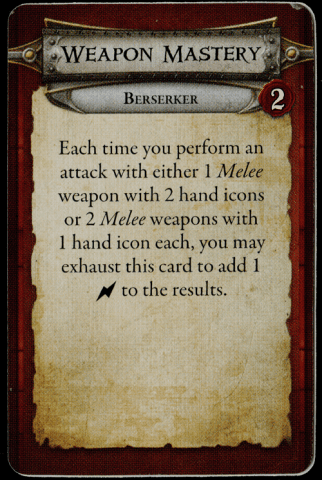 WEAPON MASTERY
BERSERKER
2
Each time you perform an
attack with either 1 Melee
weapon with 2 hand icons
or 2 Melee weapons with
1 hand icon each, you may
exhaust this card to add 1
to the results.